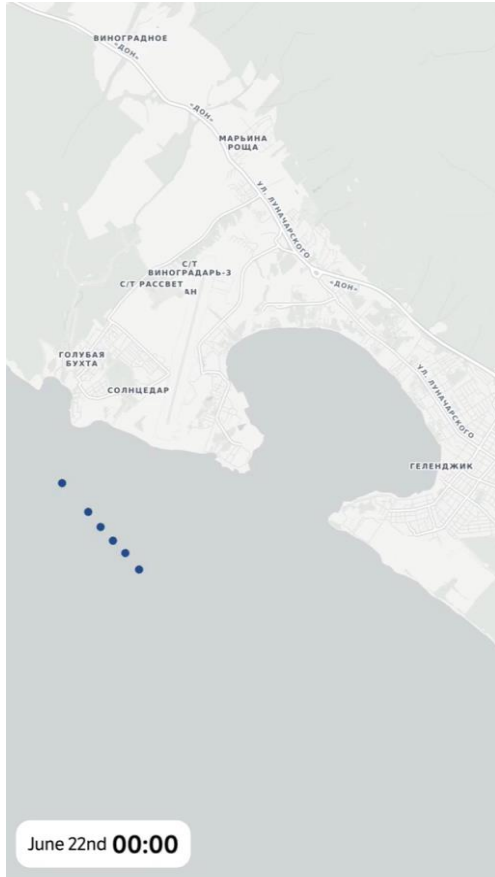 ВИНОГРАДНОЕ
«ДОН»
«ДОН»
МАРЬИНА
РОЩА
УЛ. ЛУНАЧАРСКОГО
С/Т
ВИНОГРАДАРЬ-3
С/Т РАССВЕТ
АН
«ДОН»
ГОЛУБАЯ
БУХТА
СОЛНЦЕДАР
УЛ. ЛУНАЧАРСКОГО
ГЕЛЕНДЖИК
June 22nd 00:00